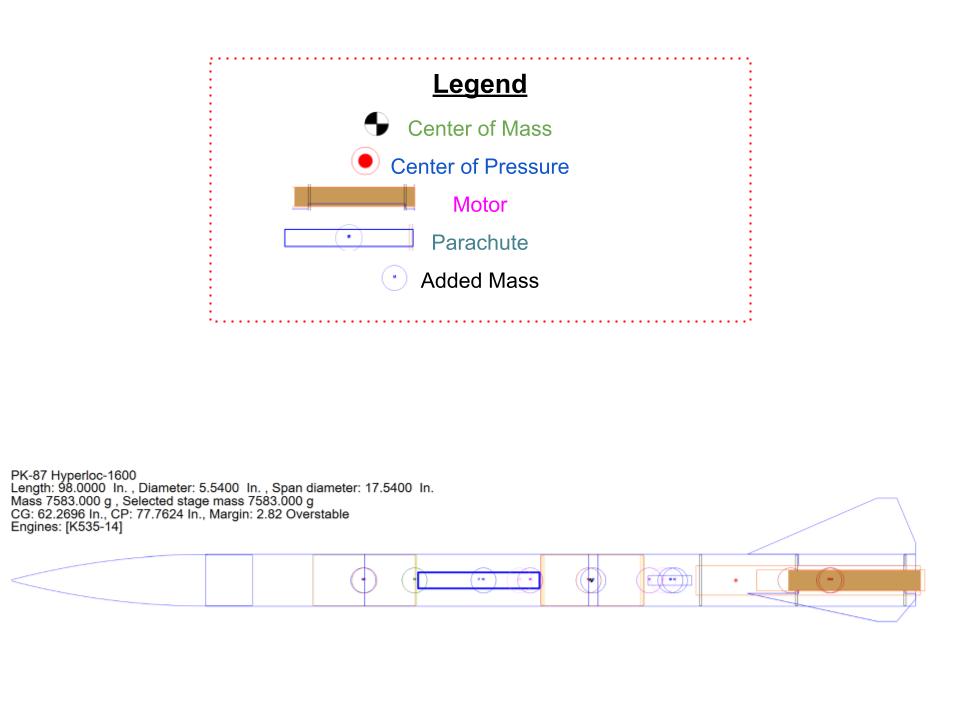 Legend
Center of Mass
Center of Pressure
Motor
Parachute
Added Mass
PK-87 Hyperloc-1600
Length: 98.0000 In. , Diameter: 5.5400 In. , Span diameter: 17.5400 In.
Mass 7583.000 g , Selected stage mass 7583.000 g
CG: 62.2696 In., CP: 77.7624 In., Margin: 2.82 Overstable
Engines: [K535-14]